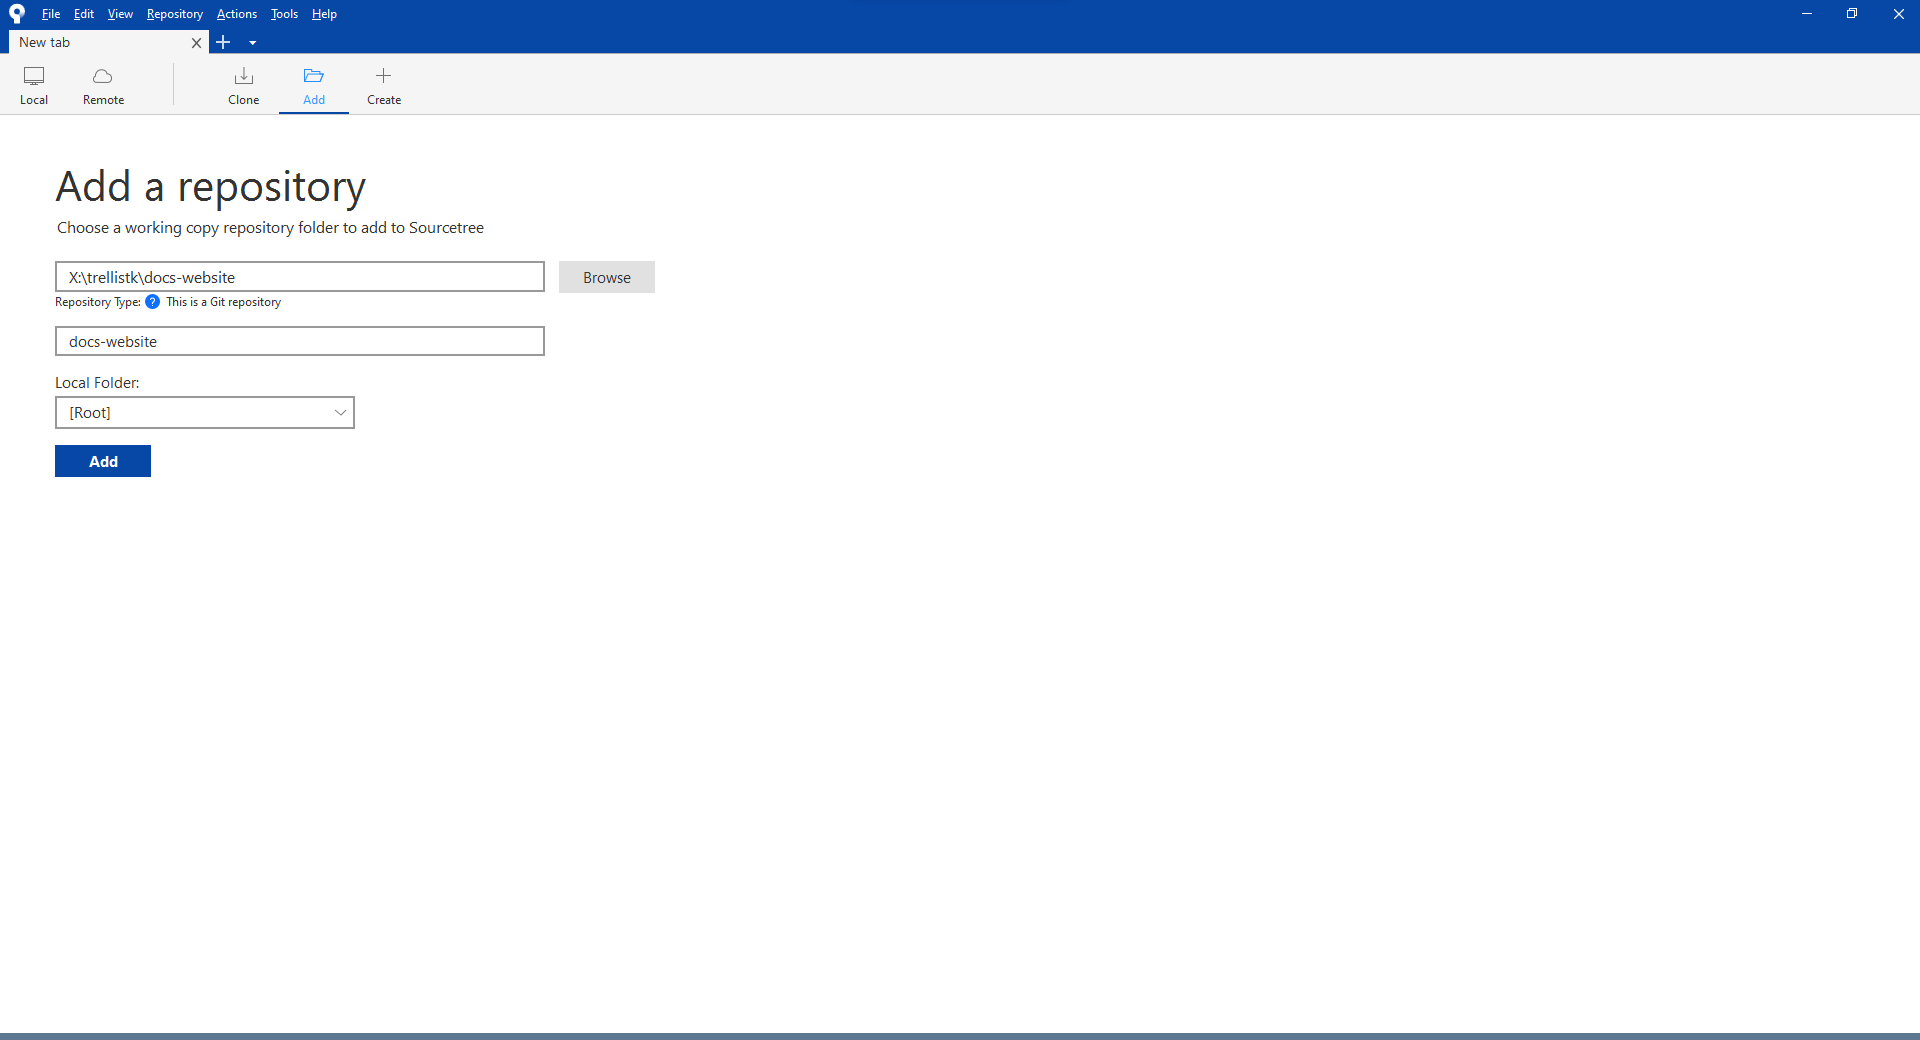 File Edit View Repository Actions Tools Help
New tab
Local Remote Clone Add Create
Add a repository
Choose a working copy repository folder to add to Sourcetree
X:\trellistk\docs-website
Browse
Repository Type: ? This is a Git repository
docs-website
Local Folder:
[Root]
Add